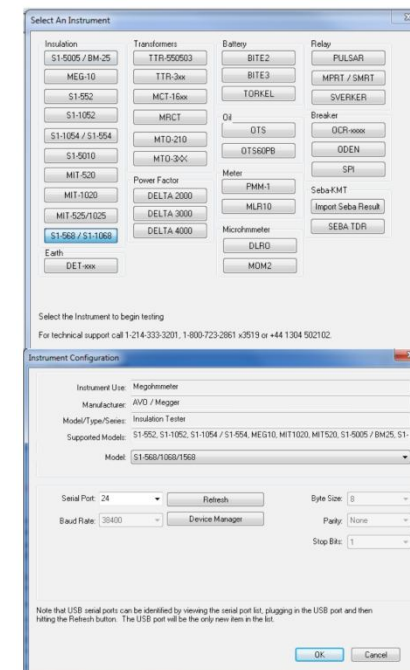 Select An Instrument
Insulation
S1-5005 / BM-25
MEG-10
S1-552
S1-1052
S1-1054 / S1-554
S1-5010
MIT-520
MIT-1020
MIT-525/1025
S1-568 / S1-1068
Earth
DET-xxx
Transformers
TTR-550503
TTR-3xx
MCT-16xx
MRCT
MTO-210
MTO-3XX
Power Factor
DELTA 2000
DELTA 3000
DELTA 4000
Battery
BITE2
BITE3
TORKEL
Oil
OTS
OTS60PB
Meter
PMM-1
MLR10
Microhmmeter
DLRO
MOM2
Relay
PULSAR
MPRT / SMRT
SVERKER
Breaker
OCR-xxxx
ODEN
SPI
Seba-KMT
Import Seba Result
SEBA TDR
Select the Instrument to begin testing
For technical support call 1-214-333-3201, 1-800-723-2861 x3519 or +44 1304 502102.
Instrument Configuration
Instrument Use: Megohmmeter
Manufacturer: AVO / Megger
Model/Type/Series: Insulation Tester
Supported Models: S1-552, S1-1052, S1-1054 / S1-554, MEG10, MIT1020, MIT520, S1-5005 / BM25, S1-
Model: S1-568/1068/1568
Serial Port: 24 Refresh Byte Size: 8
Baud Rate: 38400 Device Manager Parity: None
Stop Bits: 1
Note that USB serial ports can be identified by viewing the serial port list, plugging in the USB port and then
hitting the Refresh button. The USB port will be the only new item in the list.
OK Cancel